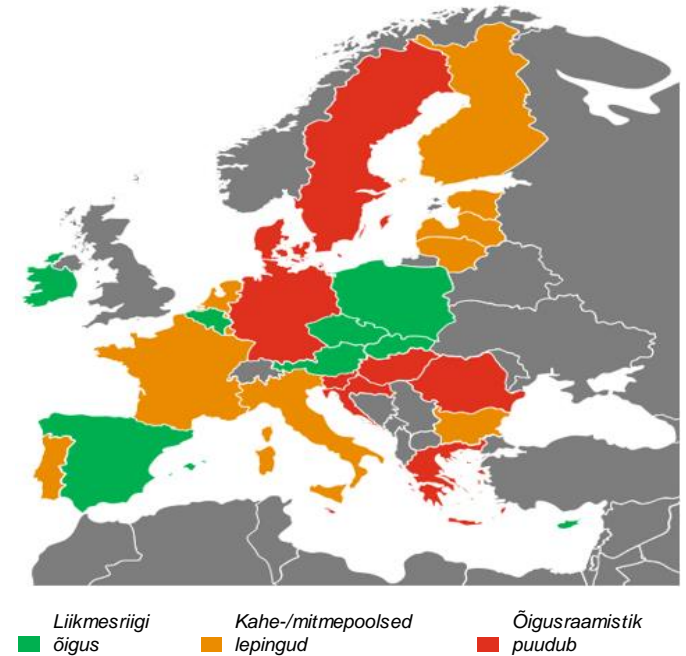 Liikmesriigi
õigus
Kahe-/mitmepoolsed
lepingud
Õigusraamistik
puudub